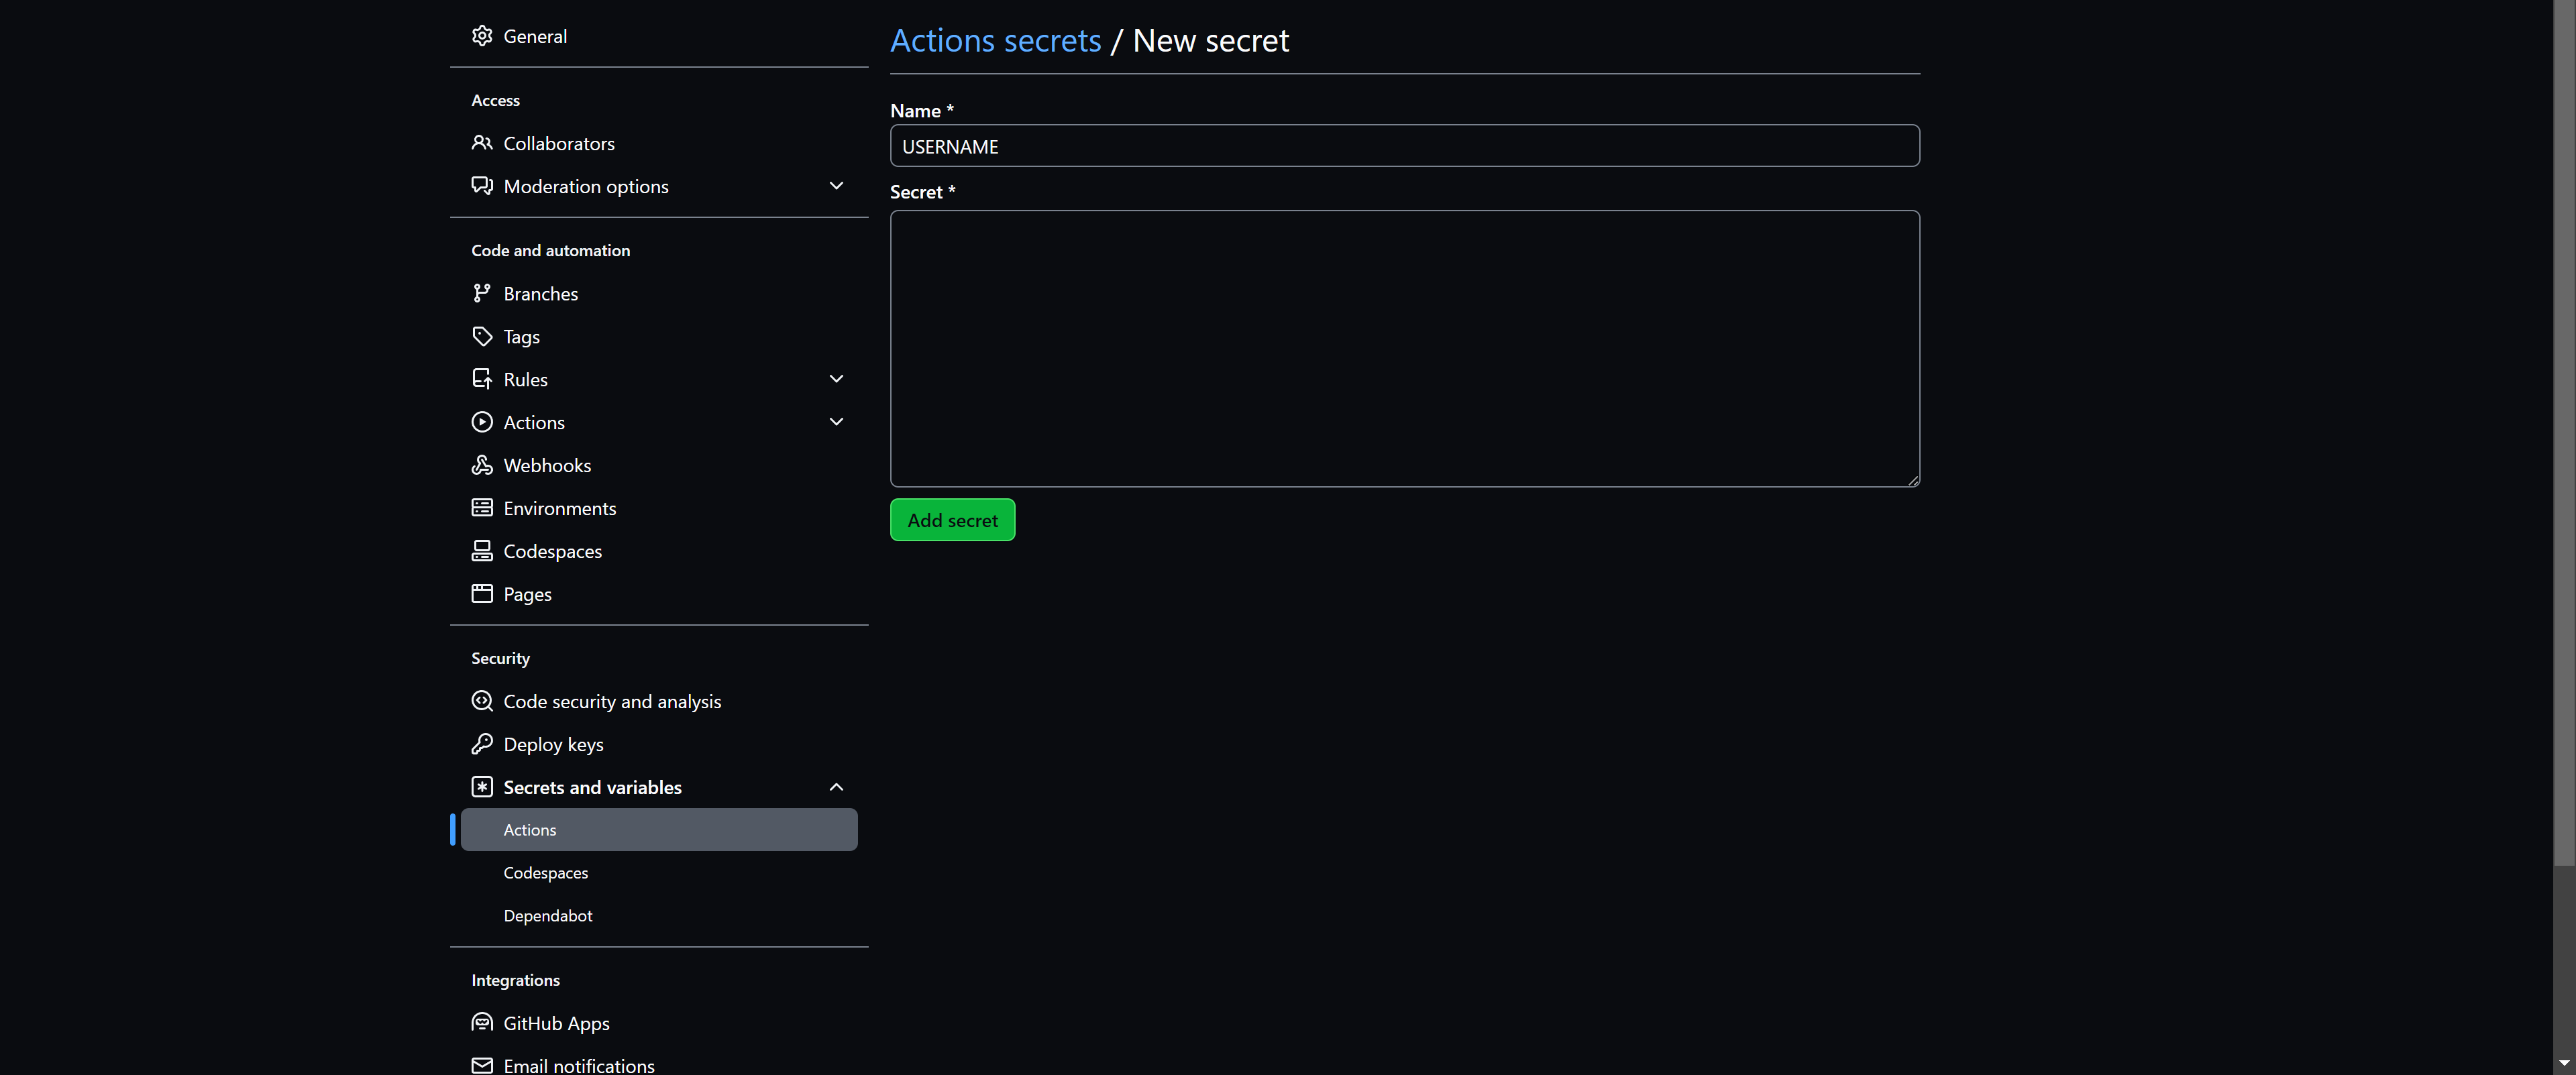 General
Access
Collaborators
Moderation options
Code and automation
Branches
Tags
Rules
Actions
Webhooks
Environments
Codespaces
Pages
Security
Code security and analysis
Deploy keys
Secrets and variables
Actions
Codespaces
Dependabot
Integrations
GitHub Apps
Email notifications
Actions secrets / New secret
Name *
USERNAME
Secret *
Add secret